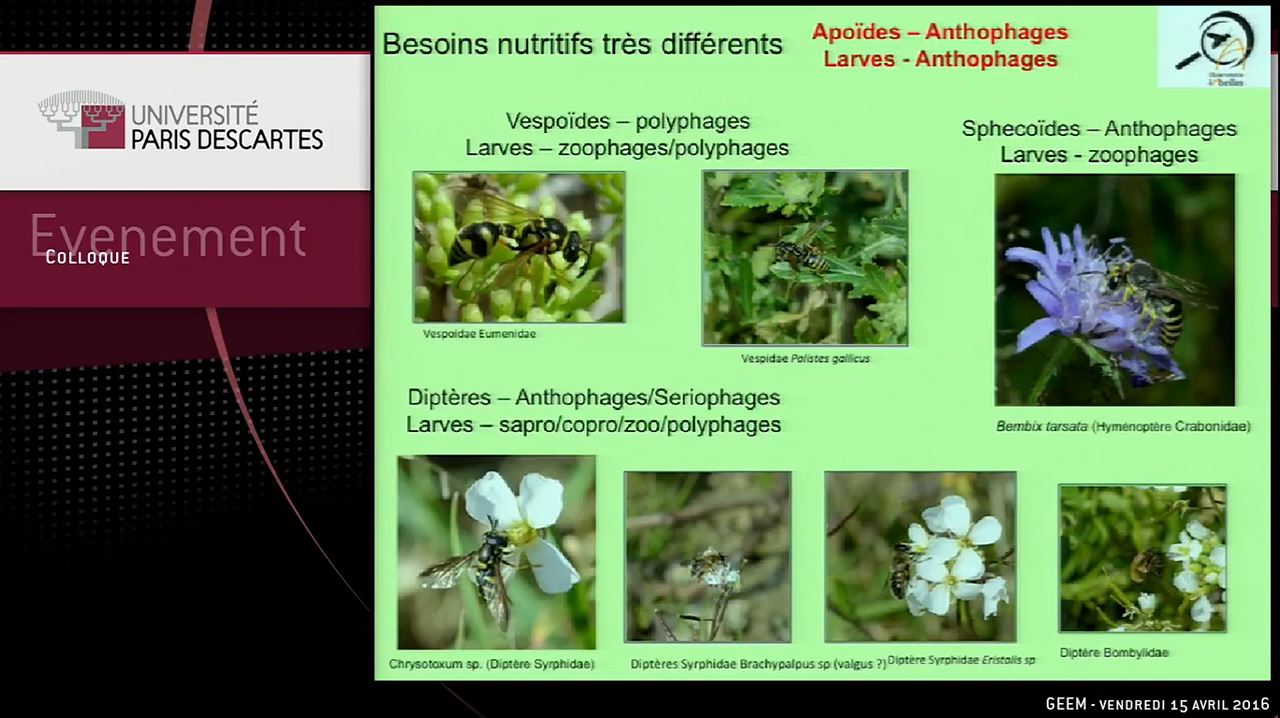 UNIVERSITÉ
PARIS DESCARTES
Evenement
COLLOQUE
Besoins nutritifs très différents
Apoïdes – Anthophages
Larves - Anthophages
Vespoïdes – polyphages
Larves – zoophages/polyphages
Sphecoïdes – Anthophages
Larves - zoophages
Vespoidae Eumenidae
Vespidae Polistes gallicus
Bembix tarsata (Hyménoptère Crabonidae)
Diptères – Anthophages/Seriophages
Larves – sapro/copro/zoo/polyphages
Chrysotoxum sp. (Diptère Syrphidae)
Diptères Syrphidae Brachypalpus sp (valgus ?)
Diptère Syrphidae Eristalis sp
Diptère Bombylidae
GEEM - VENDREDI 15 AVRIL 2016